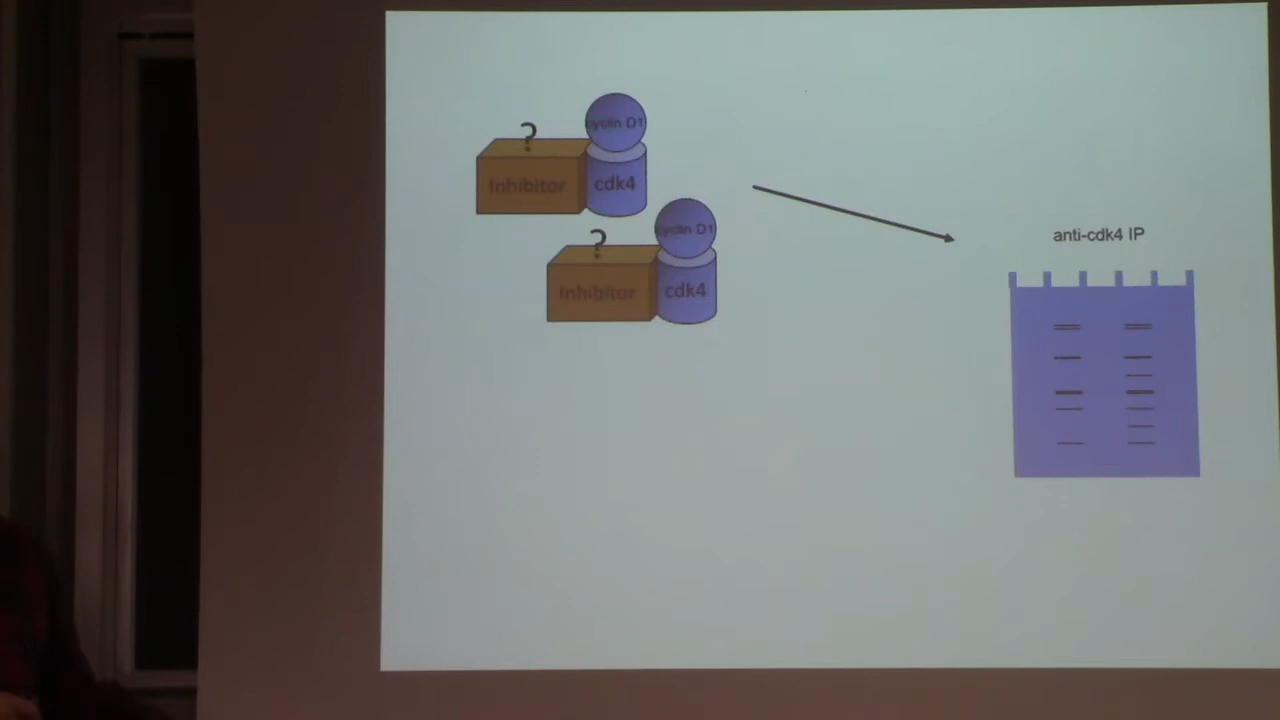 ?
cyclin D1
Inhibitor
cdk4
?
cyclin D1
Inhibitor
cdk4
anti-cdk4 IP